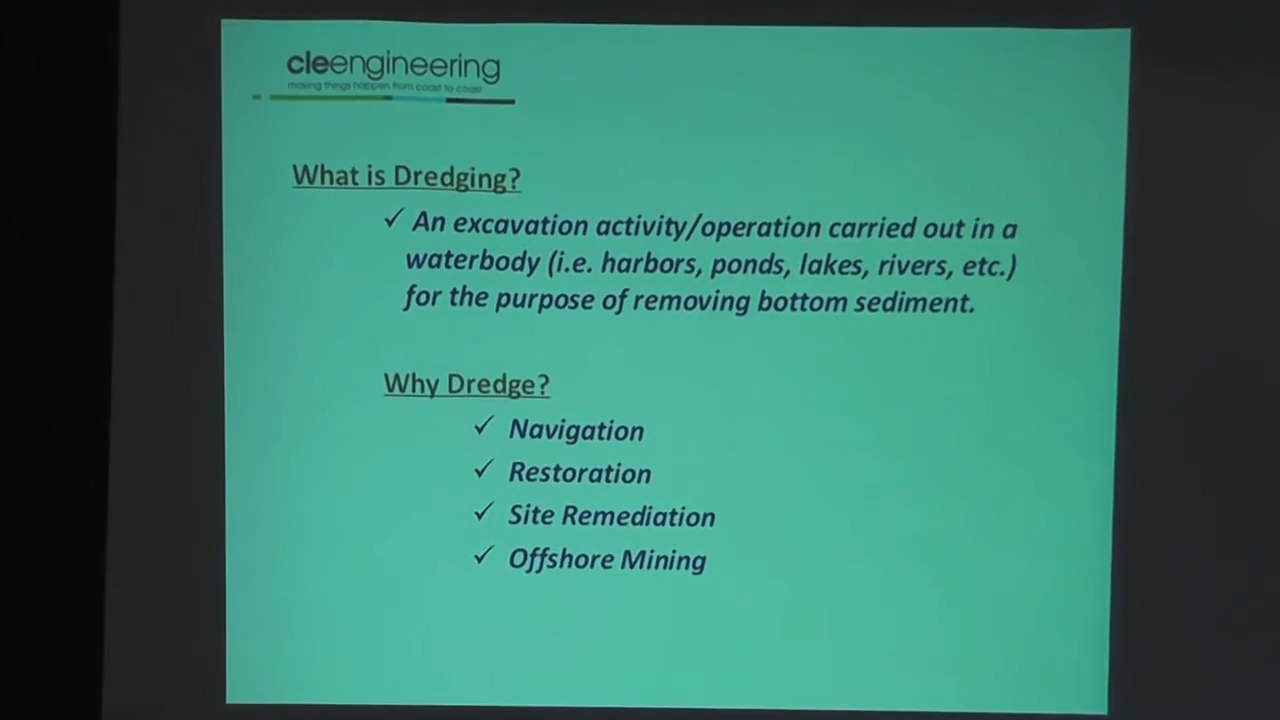 cleengineering
making things happen from coast to coast
What is Dredging?
✓ An excavation activity/operation carried out in a
waterbody (i.e. harbors, ponds, lakes, rivers, etc.)
for the purpose of removing bottom sediment.
Why Dredge?
✓ Navigation
✓ Restoration
✓ Site Remediation
✓ Offshore Mining